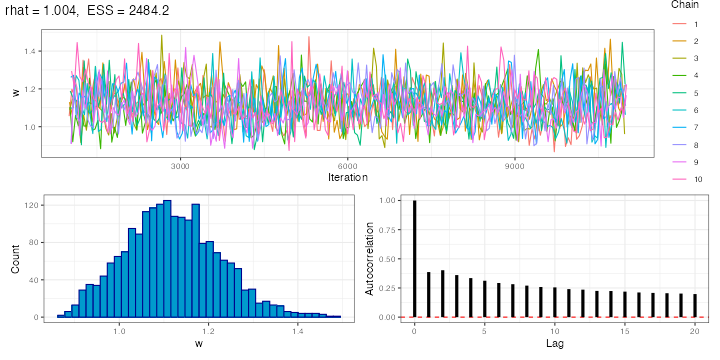 rhat = 1.004, ESS = 2484.2
Chain
1
2
3
4
5
6
7
8
9
10
w
1.4
1.2
1.0
3000 6000 9000
Iteration
Count
120
80
40
0
1.0 1.2 1.4
w
Autocorrelation
1.00
0.75
0.50
0.25
0.00
0 5 10 15 20
Lag